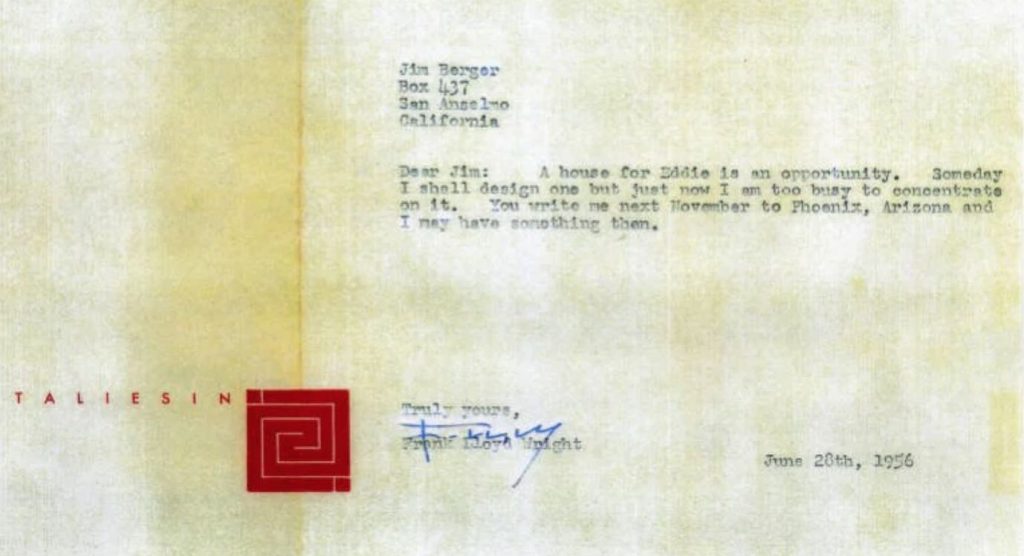 Jim Berger
Box 437
San Anselmo
California
Dear Jim: A house for Eddie is an opportunity. Someday
I shall design one but just now I am too busy to concentrate
on it. You write me next November to Phoenix, Arizona and
I may have something then.
TALIESIN
Truly yours,
Frank Lloyd Wright
June 28th, 1956